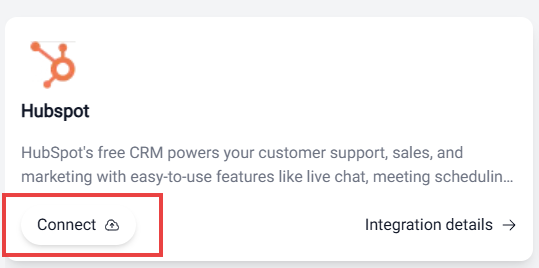 Hubspot
HubSpot's free CRM powers your customer support, sales, and
marketing with easy-to-use features like live chat, meeting schedulin...
Connect
Integration details →